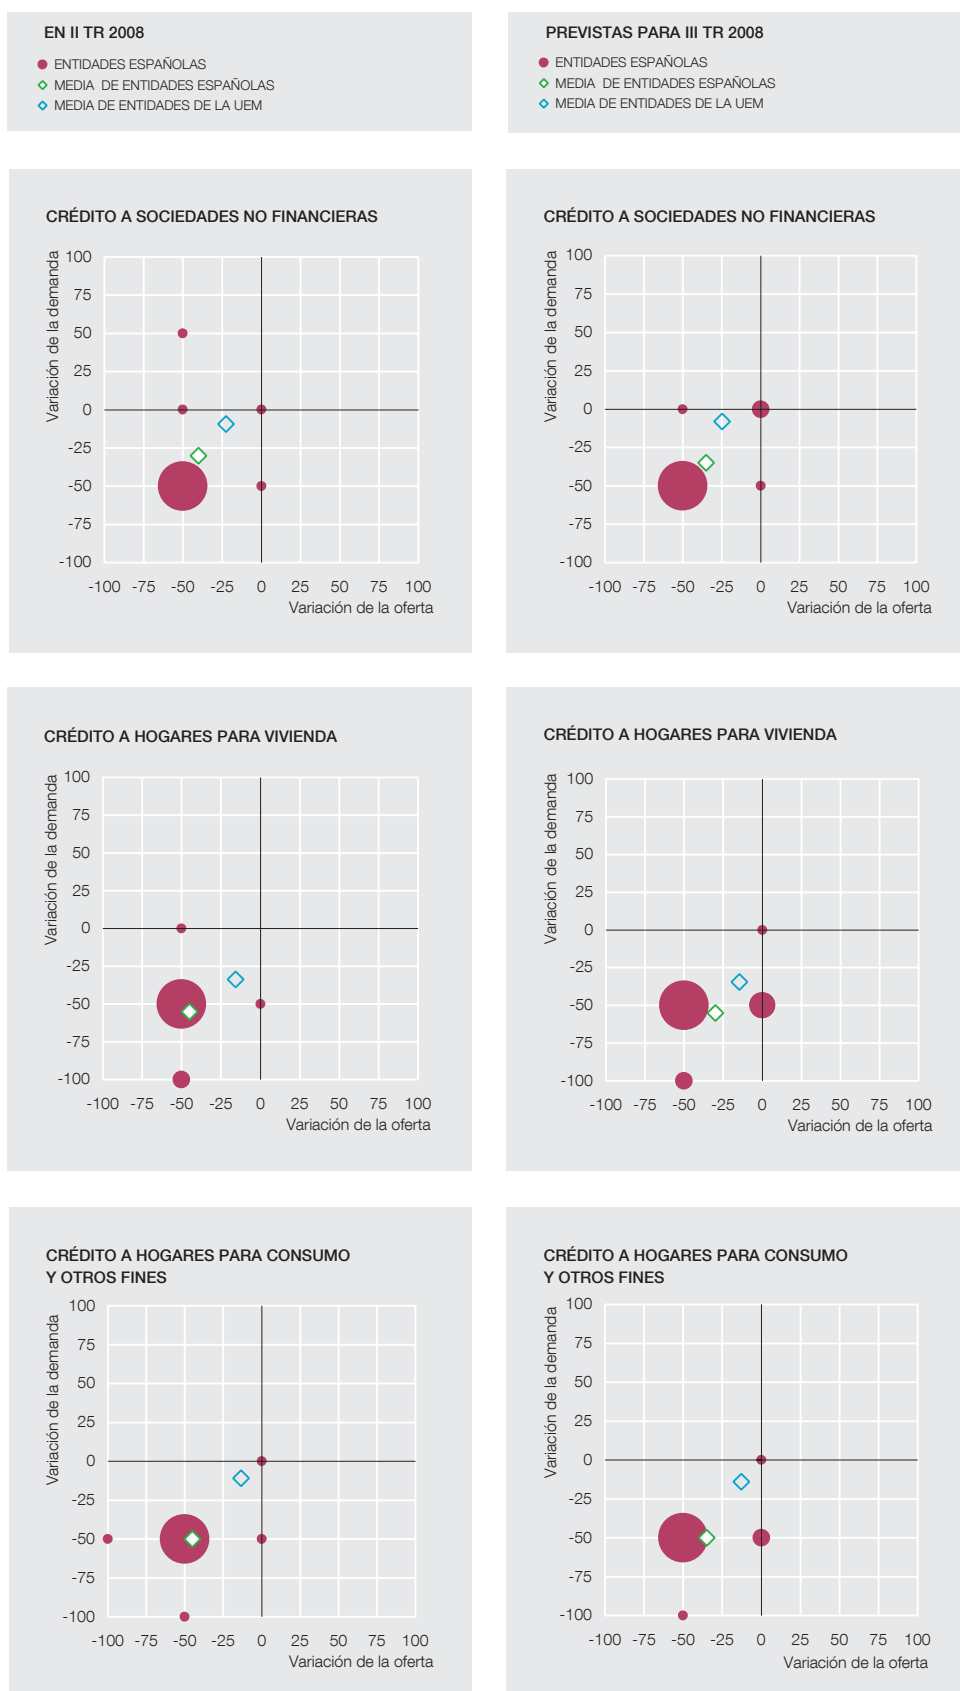 EN II TR 2008
ENTIDADES ESPAÑOLAS
MEDIA DE ENTIDADES ESPAÑOLAS
MEDIA DE ENTIDADES DE LA UEM
PREVISTAS PARA III TR 2008
ENTIDADES ESPAÑOLAS
MEDIA DE ENTIDADES ESPAÑOLAS
MEDIA DE ENTIDADES DE LA UEM
CRÉDITO A SOCIEDADES NO FINANCIERAS
Variación de la demanda
100
75
50
25
0
-25
-50
-75
-100
-100 -75 -50 -25 0 25 50 75 100
Variación de la oferta
CRÉDITO A SOCIEDADES NO FINANCIERAS
Variación de la demanda
100
75
50
25
0
-25
-50
-75
-100
-100 -75 -50 -25 0 25 50 75 100
Variación de la oferta
CRÉDITO A HOGARES PARA VIVIENDA
Variación de la demanda
100
75
50
25
0
-25
-50
-75
-100
-100 -75 -50 -25 0 25 50 75 100
Variación de la oferta
CRÉDITO A HOGARES PARA VIVIENDA
Variación de la demanda
100
75
50
25
0
-25
-50
-75
-100
-100 -75 -50 -25 0 25 50 75 100
Variación de la oferta
CRÉDITO A HOGARES PARA CONSUMO
Y OTROS FINES
Variación de la demanda
100
75
50
25
0
-25
-50
-75
-100
-100 -75 -50 -25 0 25 50 75 100
Variación de la oferta
CRÉDITO A HOGARES PARA CONSUMO
Y OTROS FINES
Variación de la demanda
100
75
50
25
0
-25
-50
-75
-100
-100 -75 -50 -25 0 25 50 75 100
Variación de la oferta